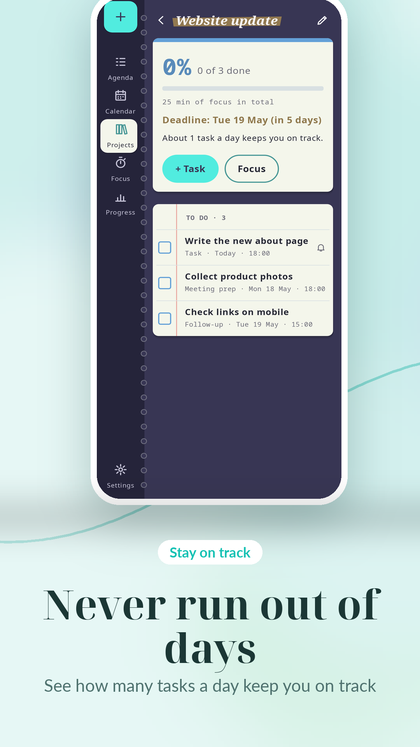 Website update
Agenda
Calendar
Projects
Focus
Progress
Settings
0% 0 of 3 done
25 min of focus in total
Deadline: Tue 19 May (in 5 days)
About 1 task a day keeps you on track.
+ Task
Focus
TO DO · 3
Write the new about page
Task · Today · 18:00
Collect product photos
Meeting prep · Mon 18 May · 18:00
Check links on mobile
Follow-up · Tue 19 May · 15:00
Stay on track
Never run out of
days
See how many tasks a day keep you on track